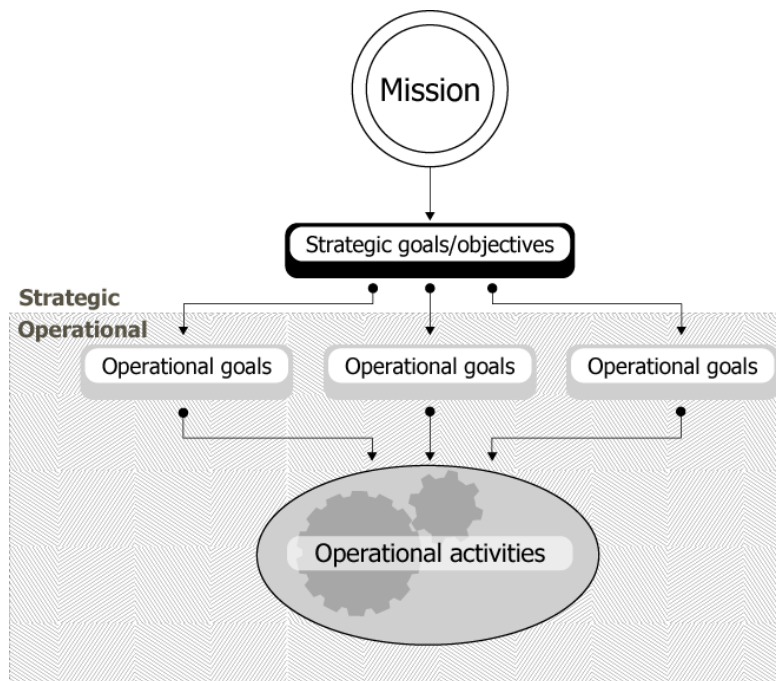 Mission
Strategic goals/objectives
Strategic
Operational
Operational goals
Operational goals
Operational goals
Operational activities